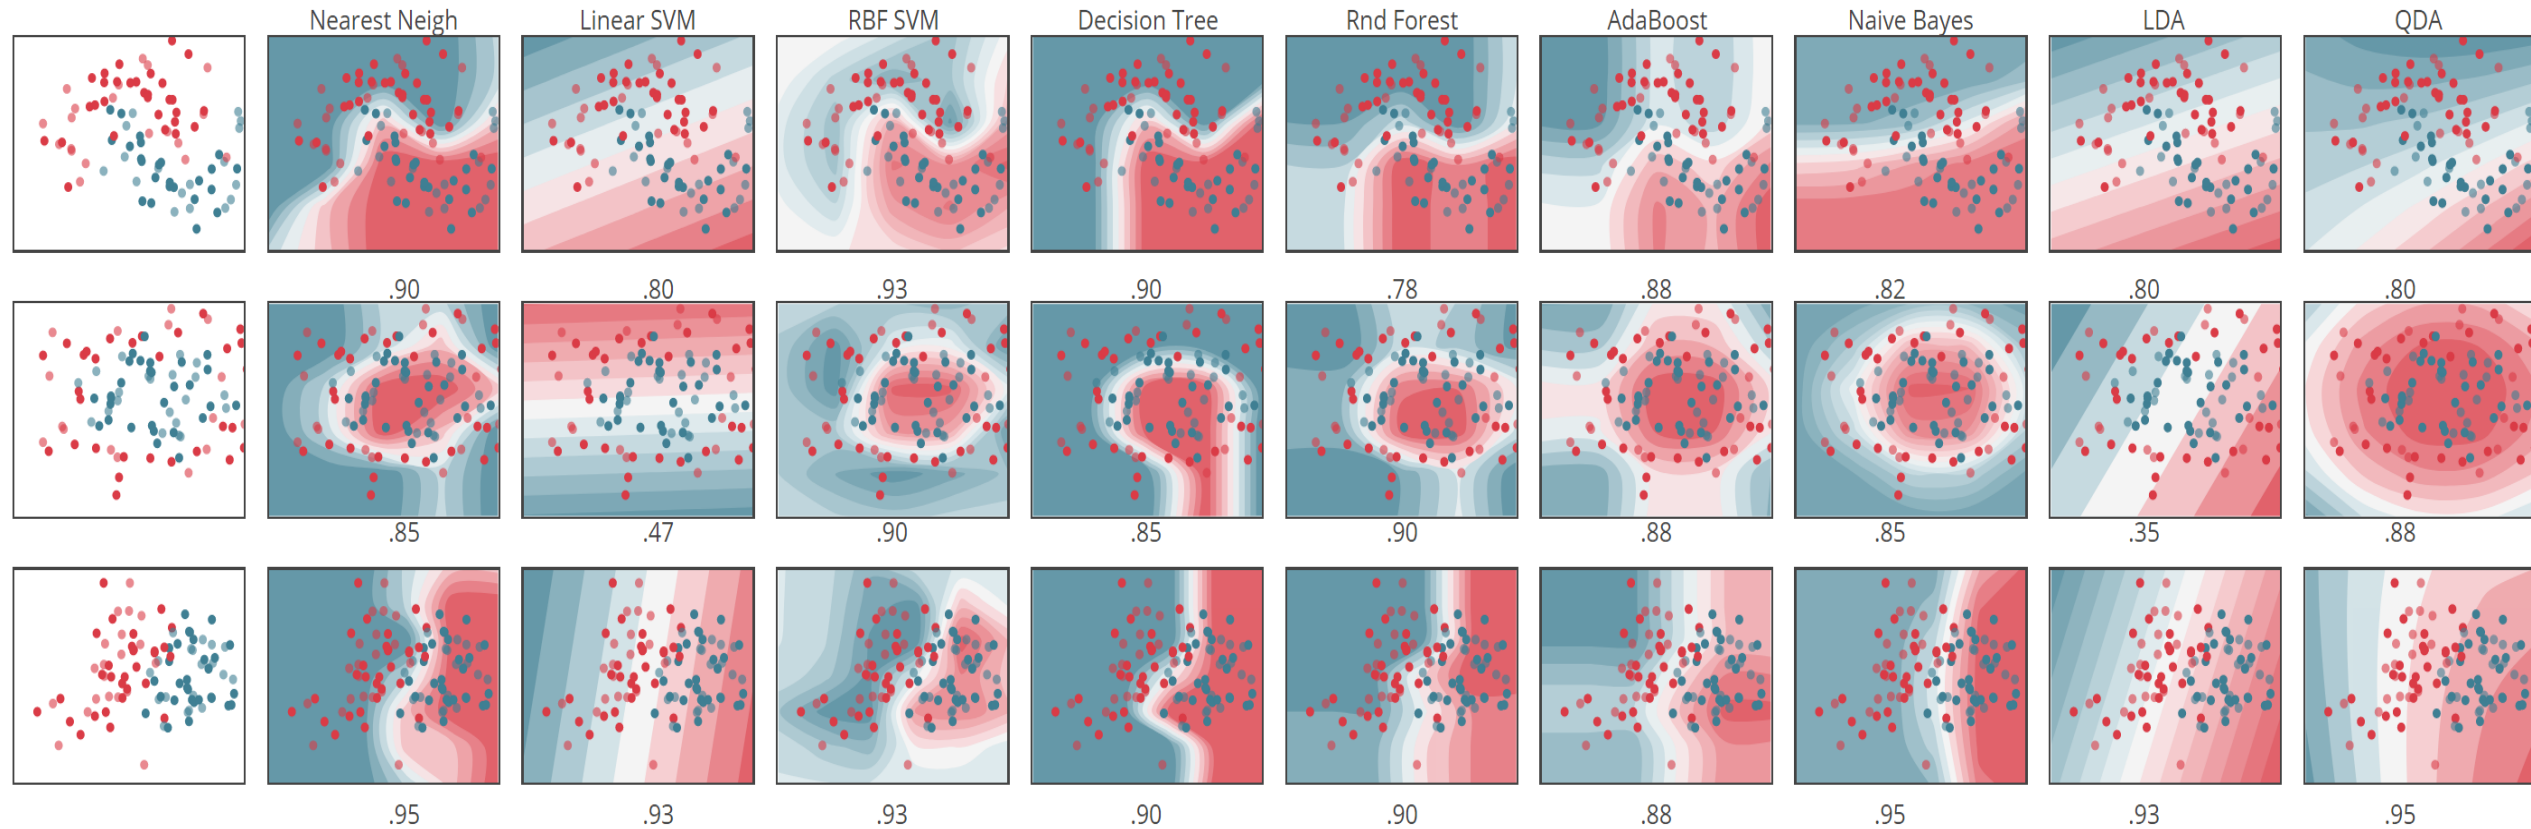 Nearest Neigh Linear SVM RBF SVM Decision Tree Rnd Forest AdaBoost Naive Bayes LDA QDA
.90 .80 .93 .90 .78 .88 .82 .80 .80
.85 .47 .90 .85 .90 .88 .85 .35 .88
.95 .93 .93 .90 .90 .88 .95 .93 .95